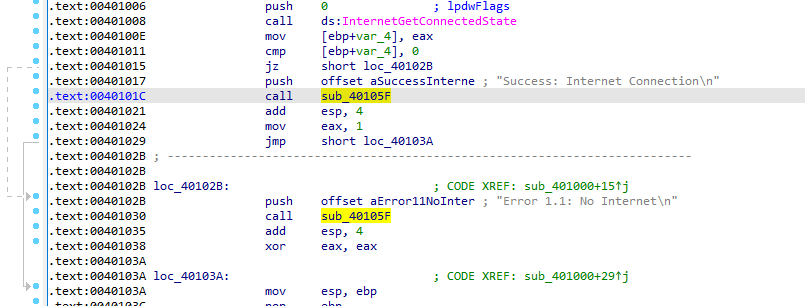 .text:00401006 push 0 ; lpdwFlags
.text:00401008 call ds:InternetGetConnectedState
.text:0040100E mov [ebp+var_4], eax
.text:00401011 cmp [ebp+var_4], 0
.text:00401015 jz short loc_40102B
.text:00401017 push offset aSuccessInterne ; "Success: Internet Connection\n"
.text:0040101C call sub_40105F
.text:00401021 add esp, 4
.text:00401024 mov eax, 1
.text:00401029 jmp short loc_40103A
.text:0040102B ; ---------------------------------------------------------------------------
.text:0040102B
.text:0040102B loc_40102B: ; CODE XREF: sub_401000+15↑j
.text:0040102B push offset aError11NoInter ; "Error 1.1: No Internet\n"
.text:00401030 call sub_40105F
.text:00401035 add esp, 4
.text:00401038 xor eax, eax
.text:0040103A
.text:0040103A loc_40103A: ; CODE XREF: sub_401000+29↑j
.text:0040103A mov esp, ebp
.text:0040103C pop ebp